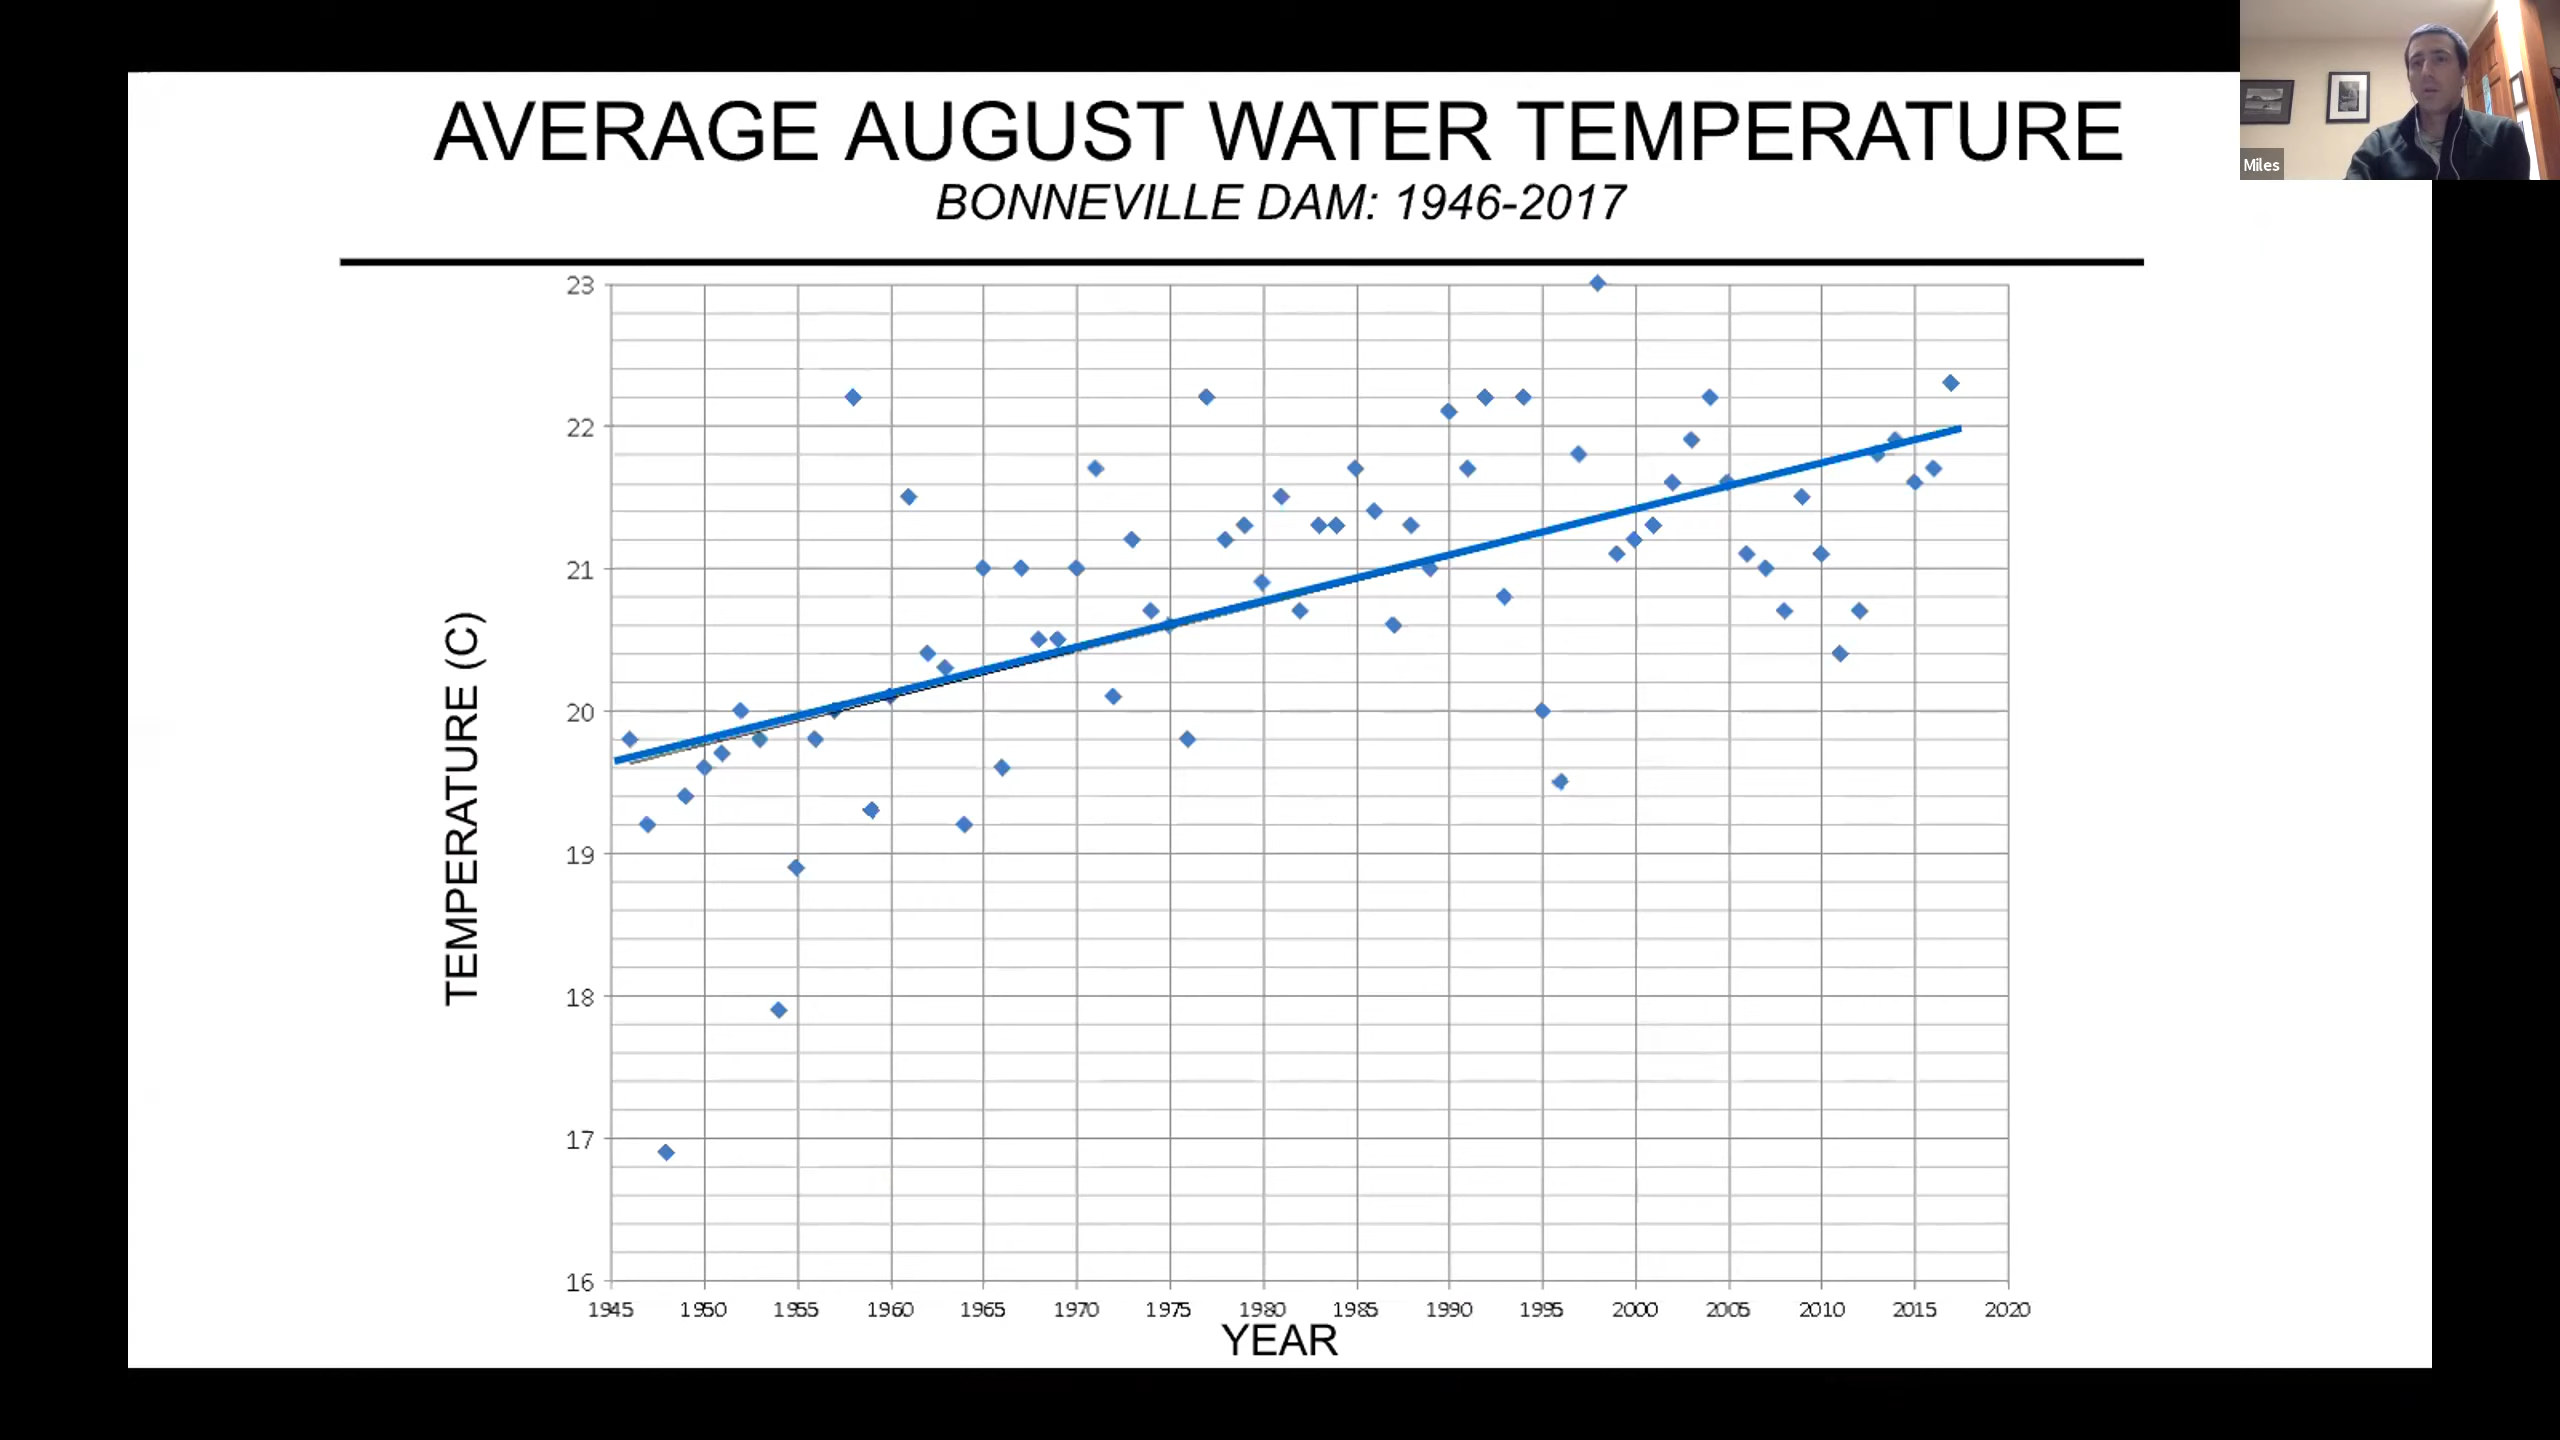 AVERAGE AUGUST WATER TEMPERATURE
BONNEVILLE DAM: 1946-2017
Miles
TEMPERATURE (C)
23
22
21
20
19
18
17
16
1945 1950 1955 1960 1965 1970 1975 1980 1985 1990 1995 2000 2005 2010 2015 2020
YEAR